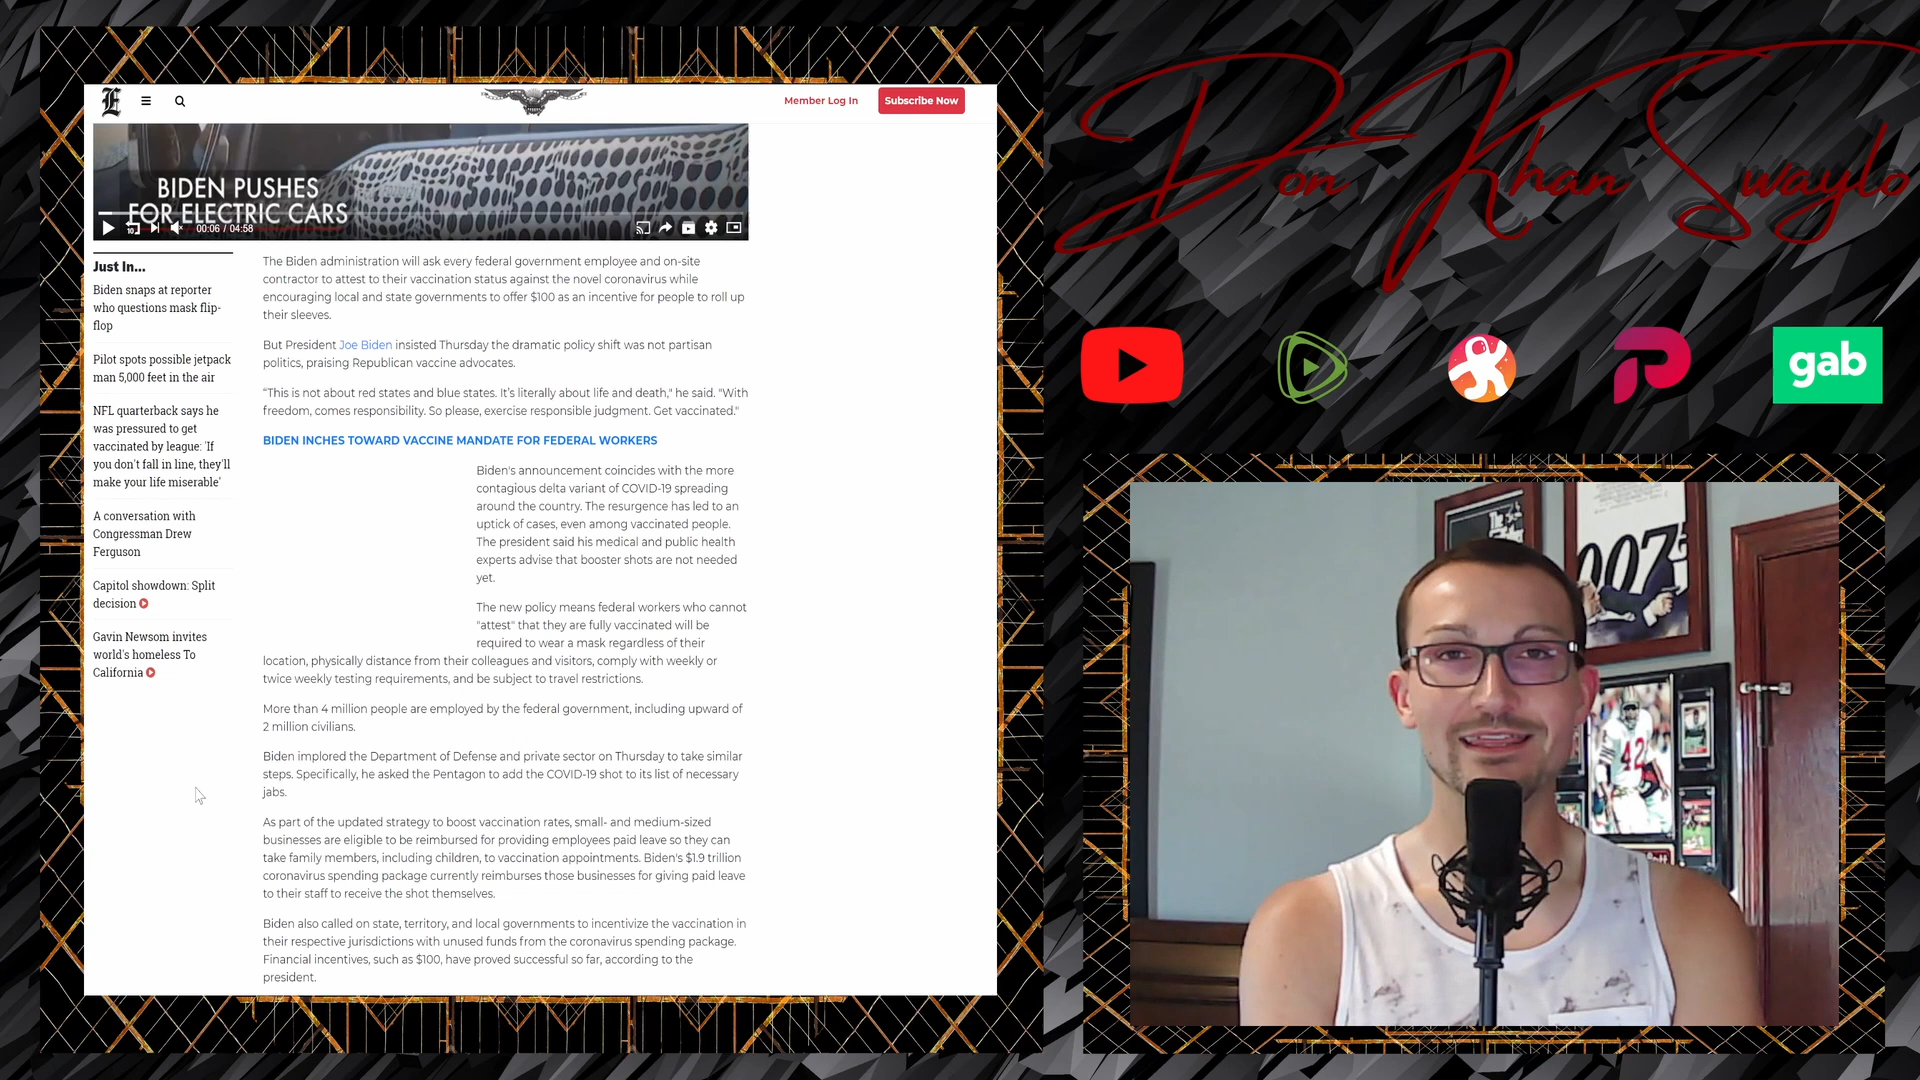 E
Member Log In
Subscribe Now
BIDEN PUSHES
FOR ELECTRIC CARS
10
00:06 / 04:58
Just In...
Biden snaps at reporter
who questions mask flip-
flop
Pilot spots possible jetpack
man 5,000 feet in the air
NFL quarterback says he
was pressured to get
vaccinated by league: 'If
you don't fall in line, they'll
make your life miserable'
A conversation with
Congressman Drew
Ferguson
Capitol showdown: Split
decision
Gavin Newsom invites
world's homeless To
California
The Biden administration will ask every federal government employee and on-site
contractor to attest to their vaccination status against the novel coronavirus while
encouraging local and state governments to offer $100 as an incentive for people to roll up
their sleeves.
But President Joe Biden insisted Thursday the dramatic policy shift was not partisan
politics, praising Republican vaccine advocates.
“This is not about red states and blue states. It’s literally about life and death," he said. "With
freedom, comes responsibility. So please, exercise responsible judgment. Get vaccinated."
BIDEN INCHES TOWARD VACCINE MANDATE FOR FEDERAL WORKERS
Biden's announcement coincides with the more
contagious delta variant of COVID-19 spreading
around the country. The resurgence has led to an
uptick of cases, even among vaccinated people.
The president said his medical and public health
experts advise that booster shots are not needed
yet.
The new policy means federal workers who cannot
"attest" that they are fully vaccinated will be
required to wear a mask regardless of their
location, physically distance from their colleagues and visitors, comply with weekly or
twice weekly testing requirements, and be subject to travel restrictions.
More than 4 million people are employed by the federal government, including upward of
2 million civilians.
Biden implored the Department of Defense and private sector on Thursday to take similar
steps. Specifically, he asked the Pentagon to add the COVID-19 shot to its list of necessary
jabs.
As part of the updated strategy to boost vaccination rates, small- and medium-sized
businesses are eligible to be reimbursed for providing employees paid leave so they can
take family members, including children, to vaccination appointments. Biden's $1.9 trillion
coronavirus spending package currently reimburses those businesses for giving paid leave
to their staff to receive the shot themselves.
Biden also called on state, territory, and local governments to incentivize the vaccination in
their respective jurisdictions with unused funds from the coronavirus spending package.
Financial incentives, such as $100, have proved successful so far, according to the
president.
Don Khan Swaylo
gab
007
42